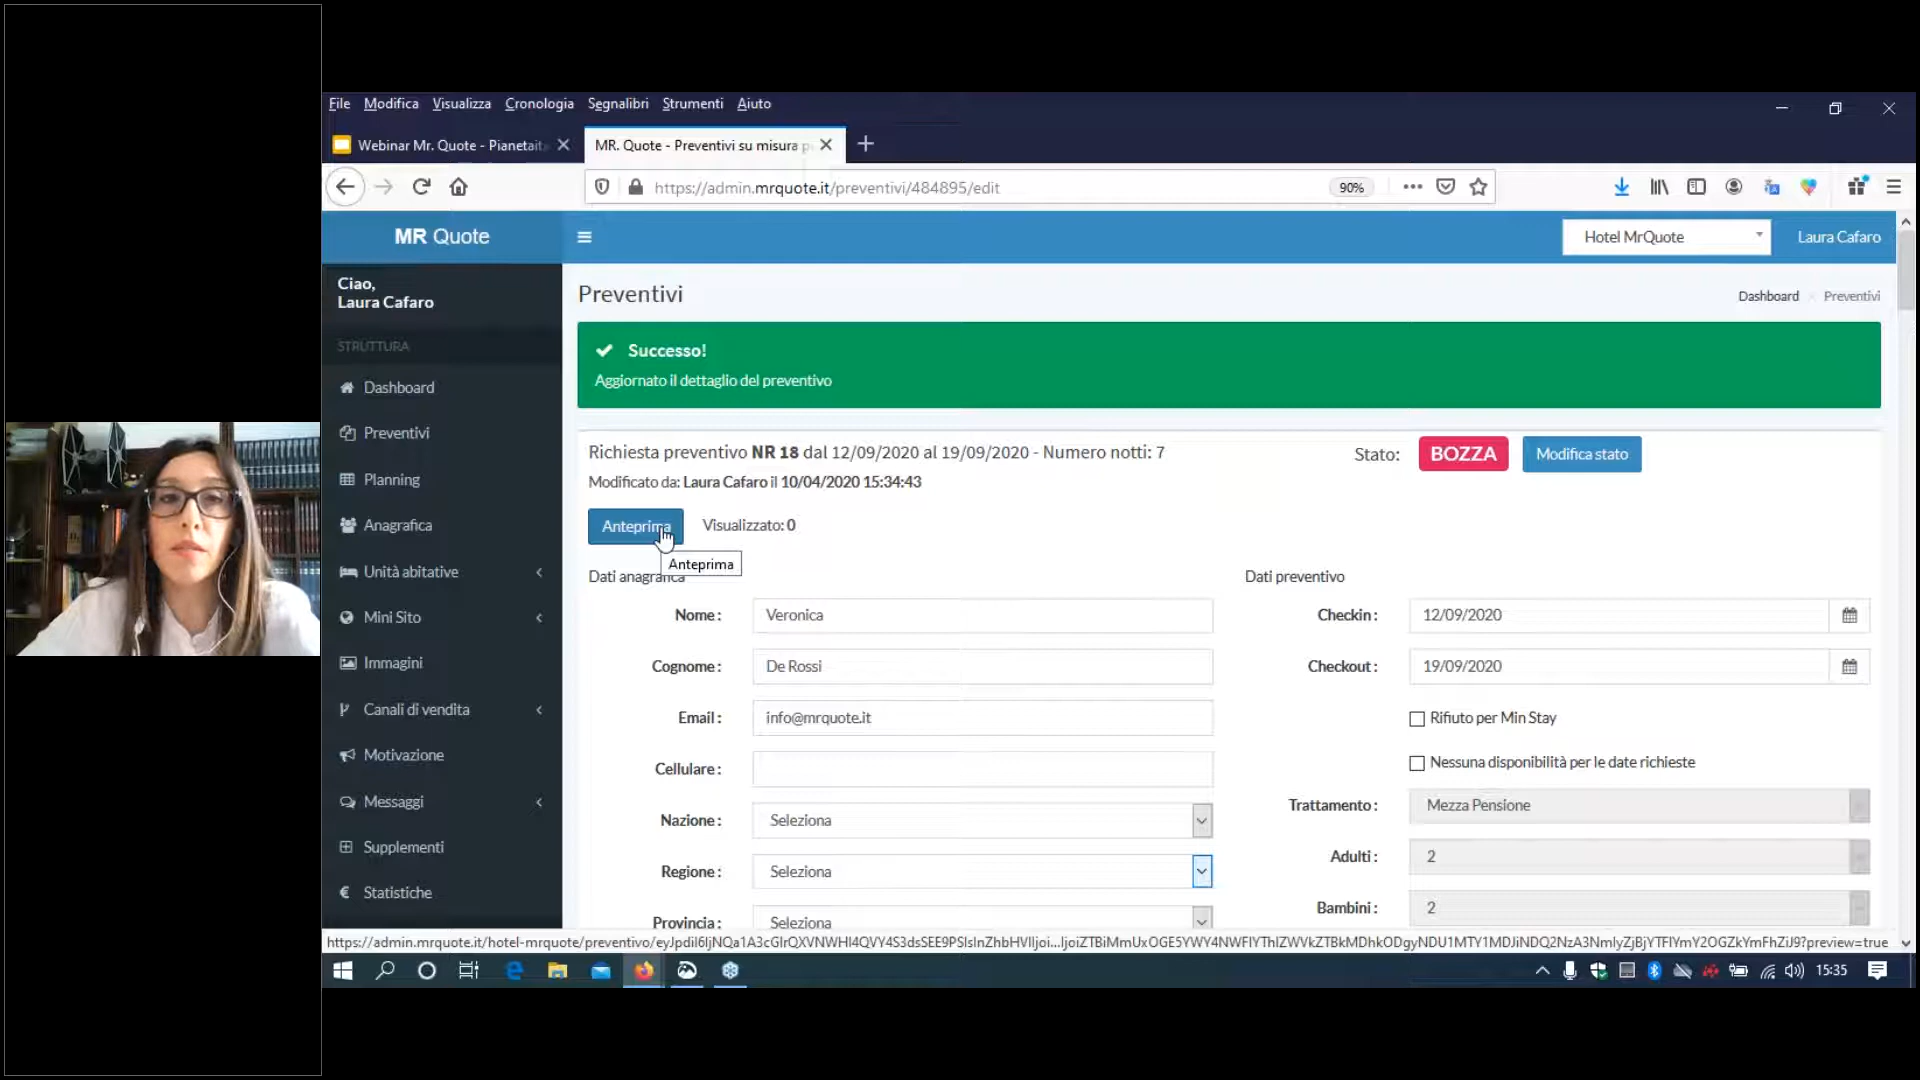 File Modifica Visualizza Cronologia Segnalibri Strumenti Aiuto
Webinar Mr. Quote - Pianetaita
MR. Quote - Preventivi su misura p
https://admin.mrquote.it/preventivi/484895/edit
90%
MR Quote
Hotel MrQuote
Laura Cafaro
Ciao,
Laura Cafaro
STRUTTURA
Dashboard
Preventivi
Planning
Anagrafica
Unità abitative
Mini Sito
Immagini
Canali di vendita
Motivazione
Messaggi
Supplementi
Statistiche
Preventivi
Dashboard
Preventivi
Successo!
Aggiornato il dettaglio del preventivo
Richiesta preventivo NR 18 dal 12/09/2020 al 19/09/2020 - Numero notti: 7
Stato: BOZZA Modifica stato
Modificato da: Laura Cafaro il 10/04/2020 15:34:43
Anteprima Visualizzato: 0
Anteprima
Dati anagrafica
Nome: Veronica
Cognome: De Rossi
Email: info@mrquote.it
Cellulare:
Nazione: Seleziona
Regione: Seleziona
Provincia: Seleziona
Dati preventivo
Checkin: 12/09/2020
Checkout: 19/09/2020
Rifiuto per Min Stay
Nessuna disponibilità per le date richieste
Trattamento: Mezza Pensione
Adulti: 2
Bambini: 2
15:35